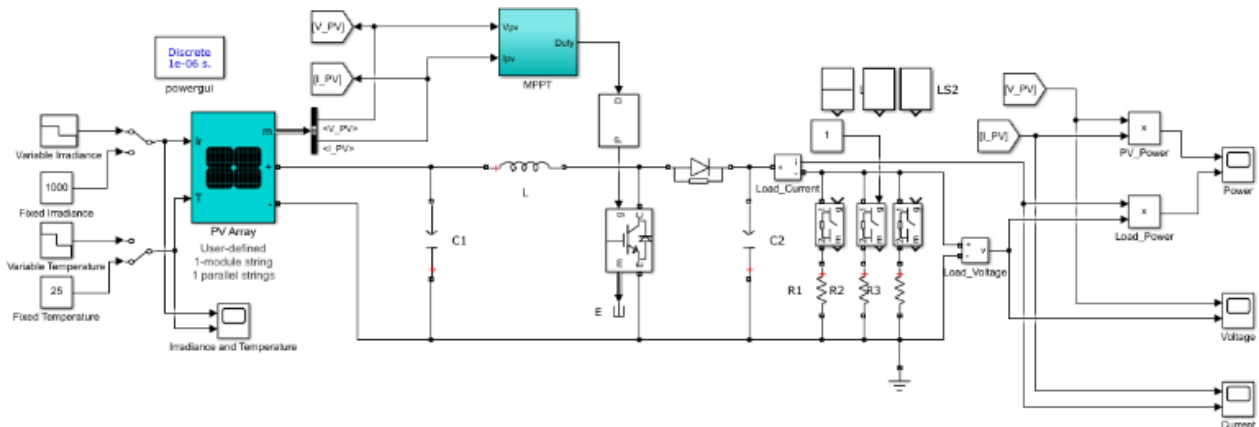 [V_PV]
[I_PV]
Discrete
1e-06 s.
powergui
Vpv
Ipv
Duty
MPPT
D
P
LS2
1
[V_PV]
[I_PV]
x
PV_Power
Power
x
Load_Power
Variable Irradiance
1000
Fixed Irradiance
Variable Temperature
25
Fixed Temperature
Ir
T
m
+
-
PV Array
User-defined
1-module string
1 parallel strings
Irradiance and Temperature
<V_PV>
<I_PV>
C1
L
g
C
m
E
i
+
-
Load_Current
C2
R1
R2
R3
+
-
v
Load_Voltage
Voltage
Current